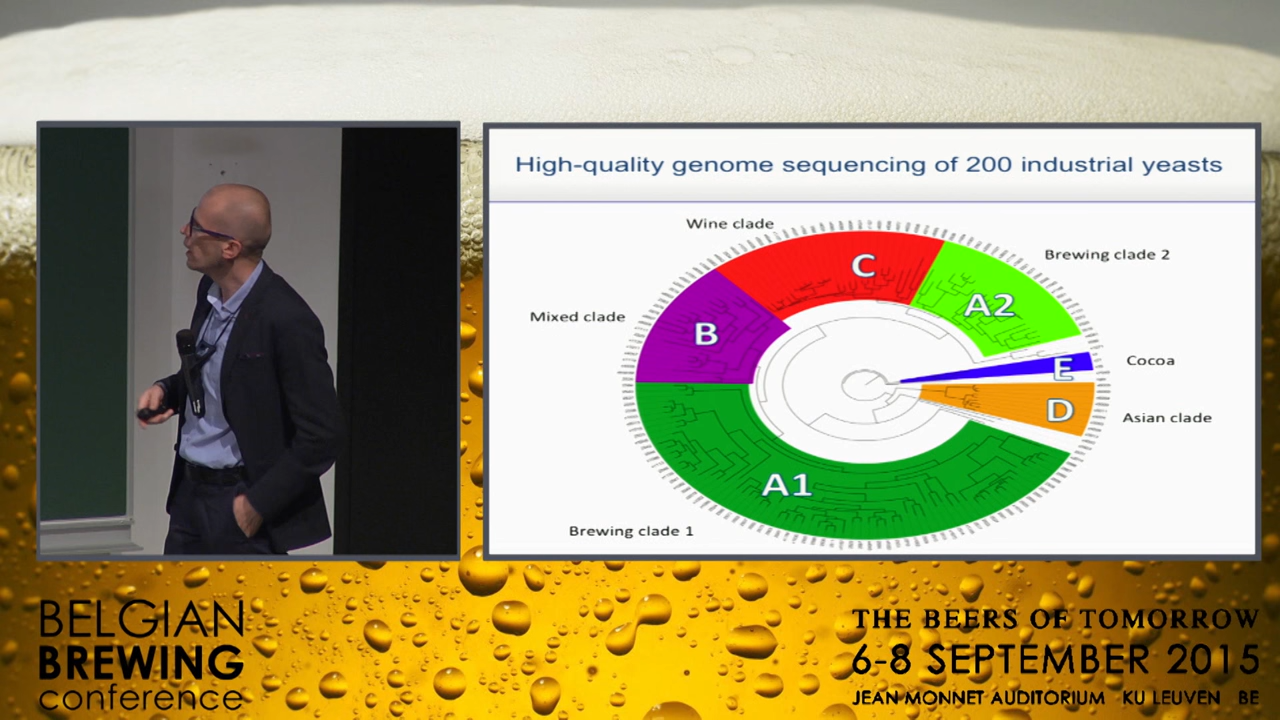 High-quality genome sequencing of 200 industrial yeasts
Wine clade
Brewing clade 2
C
A2
Mixed clade
B
Cocoa
E
D
Asian clade
A1
Brewing clade 1
BELGIAN
BREWING
conference
THE BEERS OF TOMORROW
6-8 SEPTEMBER 2015
JEAN MONNET AUDITORIUM KU LEUVEN BE